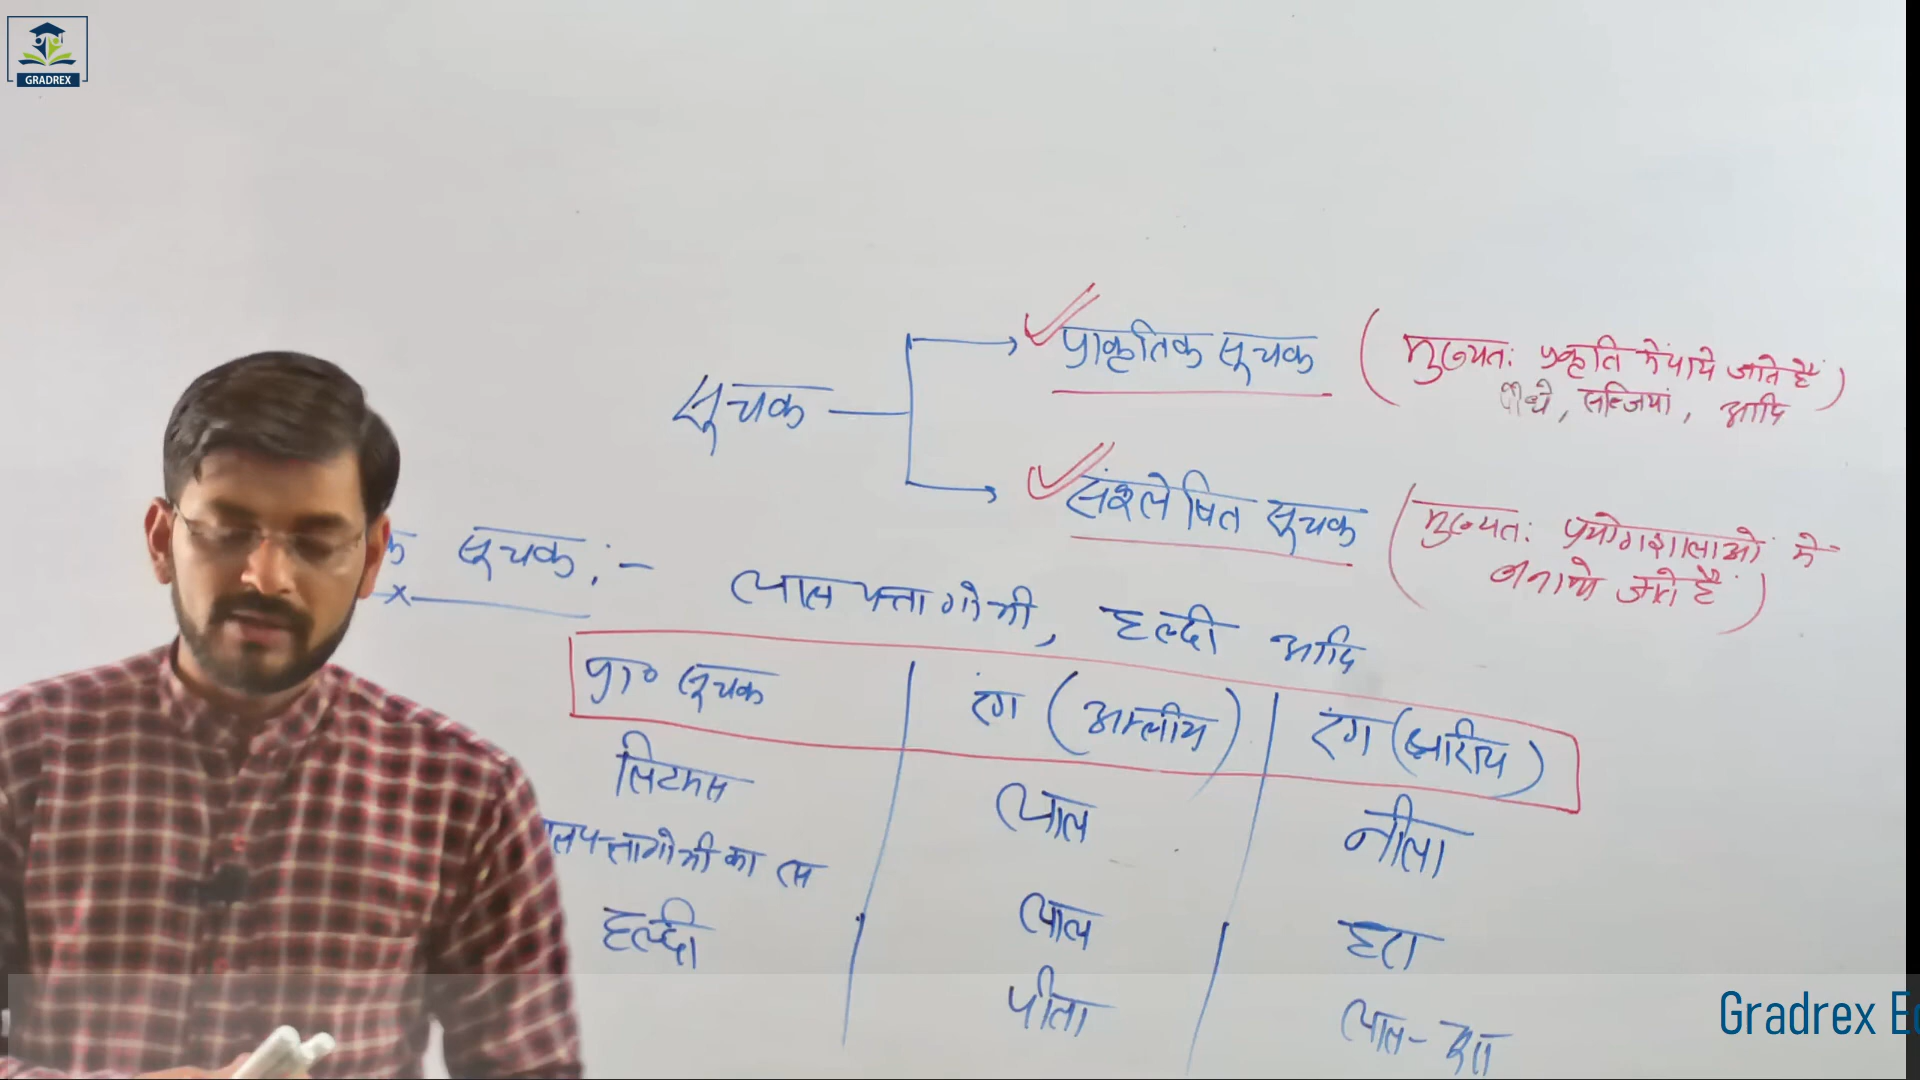 GRADREX
प्राकृतिक सूचक (मुख्यत: प्रकृति में पाये जाते हैं)
पौधे, सब्जियां, आदि
सूचक
संश्लेषित सूचक (मुख्यत: प्रयोगशालाओं में
बनाये जाते हैं)
क सूचक :-
लाल पत्तागोभी, हल्दी आदि
प्रा० सूचक रंग (अम्लीय) रंग (क्षारीय)
लिटमस लाल नीला
लपत्तागोभी का रस लाल हरा
हल्दी पीला लाल-
Gradrex